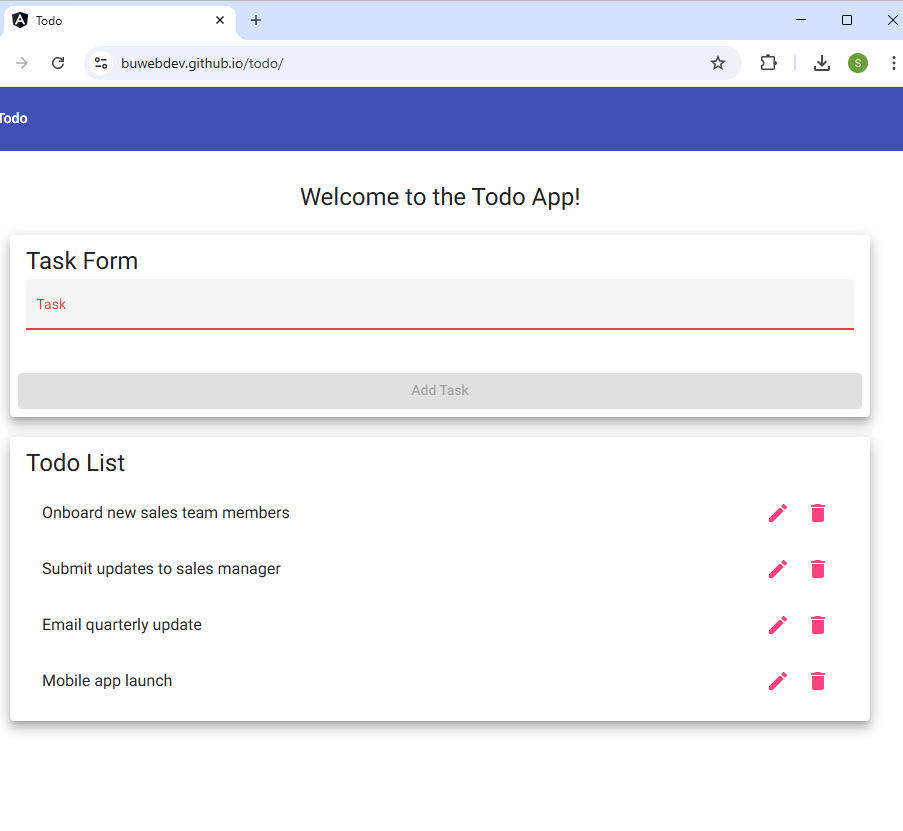 Todo
buwebdev.github.io/todo/
S
Todo
Welcome to the Todo App!
Task Form
Task
Add Task
Todo List
Onboard new sales team members
Submit updates to sales manager
Email quarterly update
Mobile app launch